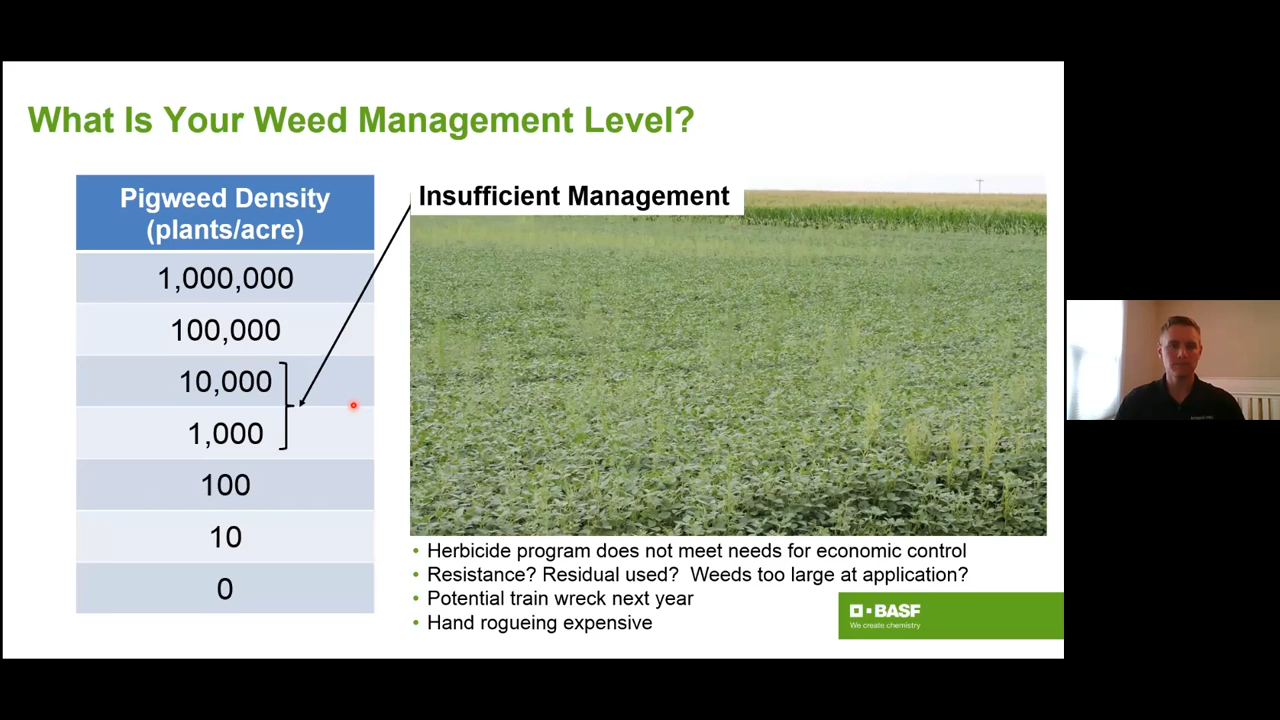 What Is Your Weed Management Level?
Pigweed Density
(plants/acre)
1,000,000
100,000
10,000
1,000
100
10
0
Insufficient Management
• Herbicide program does not meet needs for economic control
• Resistance? Residual used? Weeds too large at application?
• Potential train wreck next year
• Hand rogueing expensive
BASF
We create chemistry